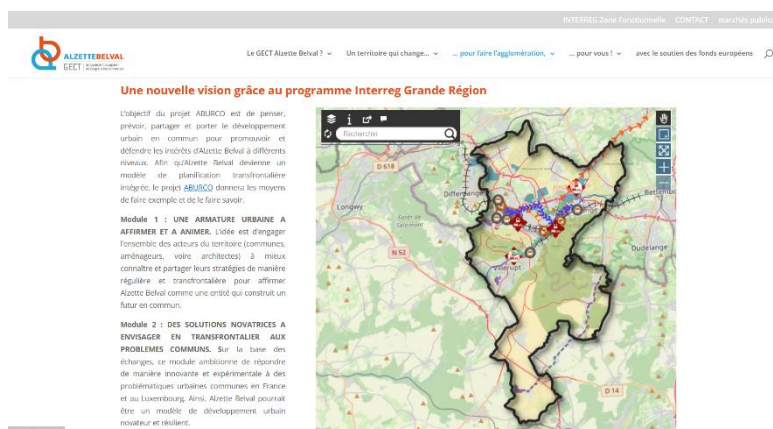 INTERREG Zone Fonctionnelle CONTACT marchés publics
ALZETTEBELVAL
GECT
Le GECT Alzette Belval ? Un territoire qui change... ... pour faire l'agglomération, ... pour vous ! avec le soutien des fonds européens
Une nouvelle vision grâce au programme Interreg Grande Région
L'objectif du projet ABURCO est de penser,
prévoir, partager et porter le développement
urbain en commun pour promouvoir et
défendre les intérêts d'Alzette Belval à différents
niveaux. Afin qu'Alzette Belval devienne un
modèle de planification transfrontalière
intégrée, le projet ABURCO donnera les moyens
de faire exemple et de le faire savoir.
Module 1 : UNE ARMATURE URBAINE A
AFFIRMER ET A ANIMER. L'idée est d'engager
l'ensemble des acteurs du territoire (communes,
aménageurs, voire architectes) à mieux
connaître et partager leurs stratégies de manière
régulière et transfrontalière pour affirmer
Alzette Belval comme une entité qui construit un
futur en commun.
Module 2 : DES SOLUTIONS NOVATRICES A
ENVISAGER EN TRANSFRONTALIER AUX
PROBLEMES COMMUNS. Sur la base des
échanges, ce module ambitionne de répondre
de manière innovante et expérimentale à des
problématiques urbaines communes en France
et au Luxembourg. Ainsi, Alzette Belval pourrait
être un modèle de développement urbain
novateur et résilient.
Rechercher
D 618
Longwy
Differdange
Bettembourg
N 52
Villerupt
Dudelange
D 14